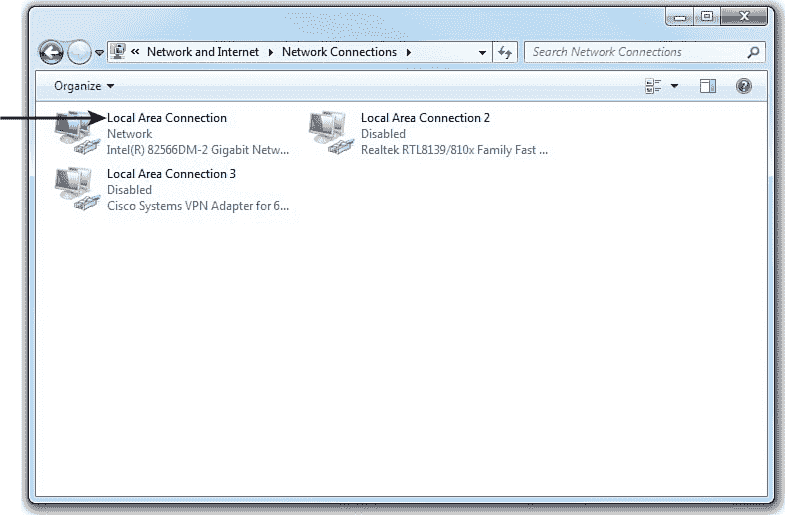 « Network and Internet ▸ Network Connections ▸
Search Network Connections
Organize
Local Area Connection
Network
Intel(R) 82566DM-2 Gigabit Netw...
Local Area Connection 2
Disabled
Realtek RTL8139/810x Family Fast ...
Local Area Connection 3
Disabled
Cisco Systems VPN Adapter for 6...